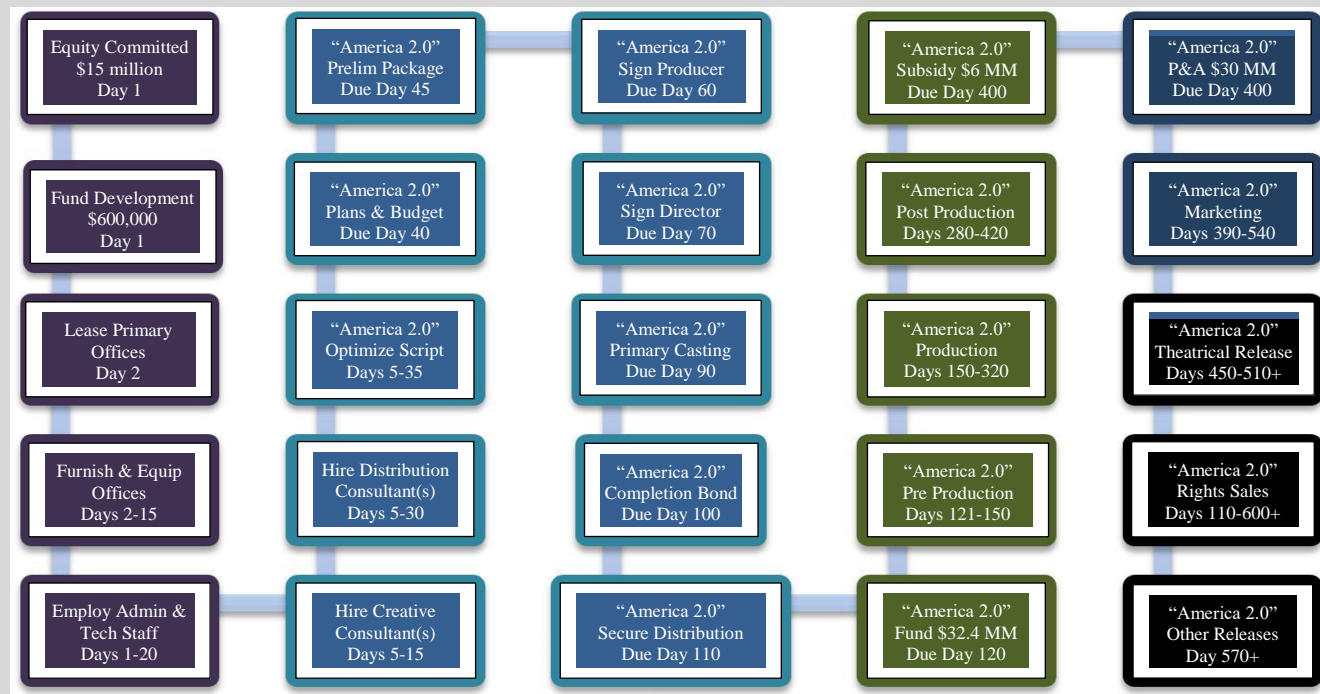 Equity Committed
$15 million
Day 1
Fund Development
$600,000
Day 1
Lease Primary
Offices
Day 2
Furnish & Equip
Offices
Days 2-15
Employ Admin &
Tech Staff
Days 1-20
Hire Creative
Consultant(s)
Days 5-15
Hire Distribution
Consultant(s)
Days 5-30
“America 2.0”
Optimize Script
Days 5-35
“America 2.0”
Plans & Budget
Due Day 40
“America 2.0”
Prelim Package
Due Day 45
“America 2.0”
Sign Producer
Due Day 60
“America 2.0”
Sign Director
Due Day 70
“America 2.0”
Primary Casting
Due Day 90
“America 2.0”
Completion Bond
Due Day 100
“America 2.0”
Secure Distribution
Due Day 110
“America 2.0”
Fund $32.4 MM
Due Day 120
“America 2.0”
Pre Production
Days 121-150
“America 2.0”
Production
Days 150-320
“America 2.0”
Post Production
Days 280-420
“America 2.0”
Subsidy $6 MM
Due Day 400
“America 2.0”
P&A $30 MM
Due Day 400
“America 2.0”
Marketing
Days 390-540
“America 2.0”
Theatrical Release
Days 450-510+
“America 2.0”
Rights Sales
Days 110-600+
“America 2.0”
Other Releases
Day 570+